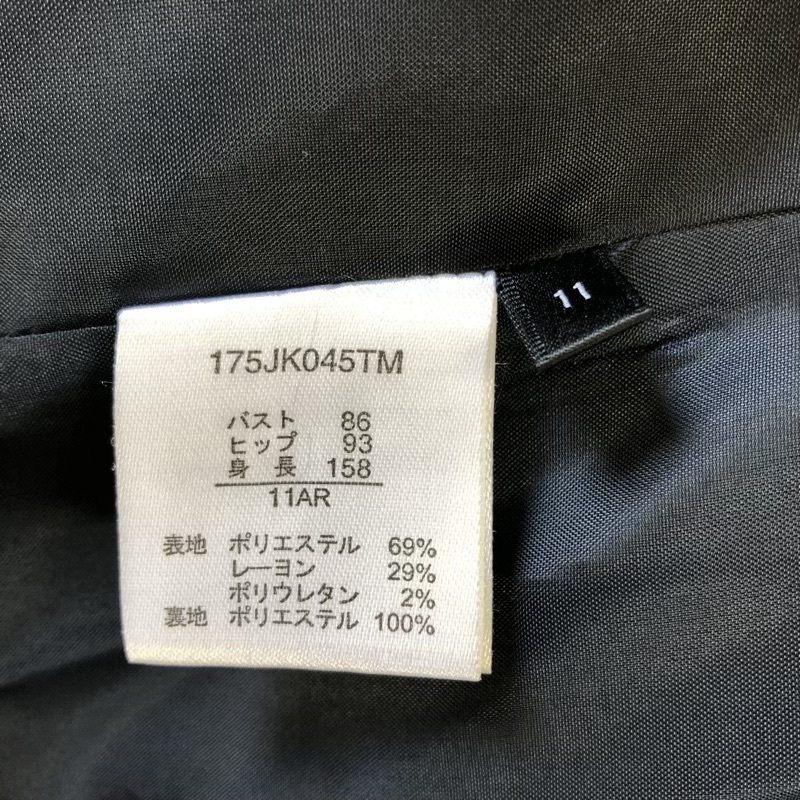 11
175JK045TM
バスト 86
ヒップ 93
身長 158
11AR
表地 ポリエステル 69%
レーヨン 29%
ポリウレタン 2%
裏地 ポリエステル 100%